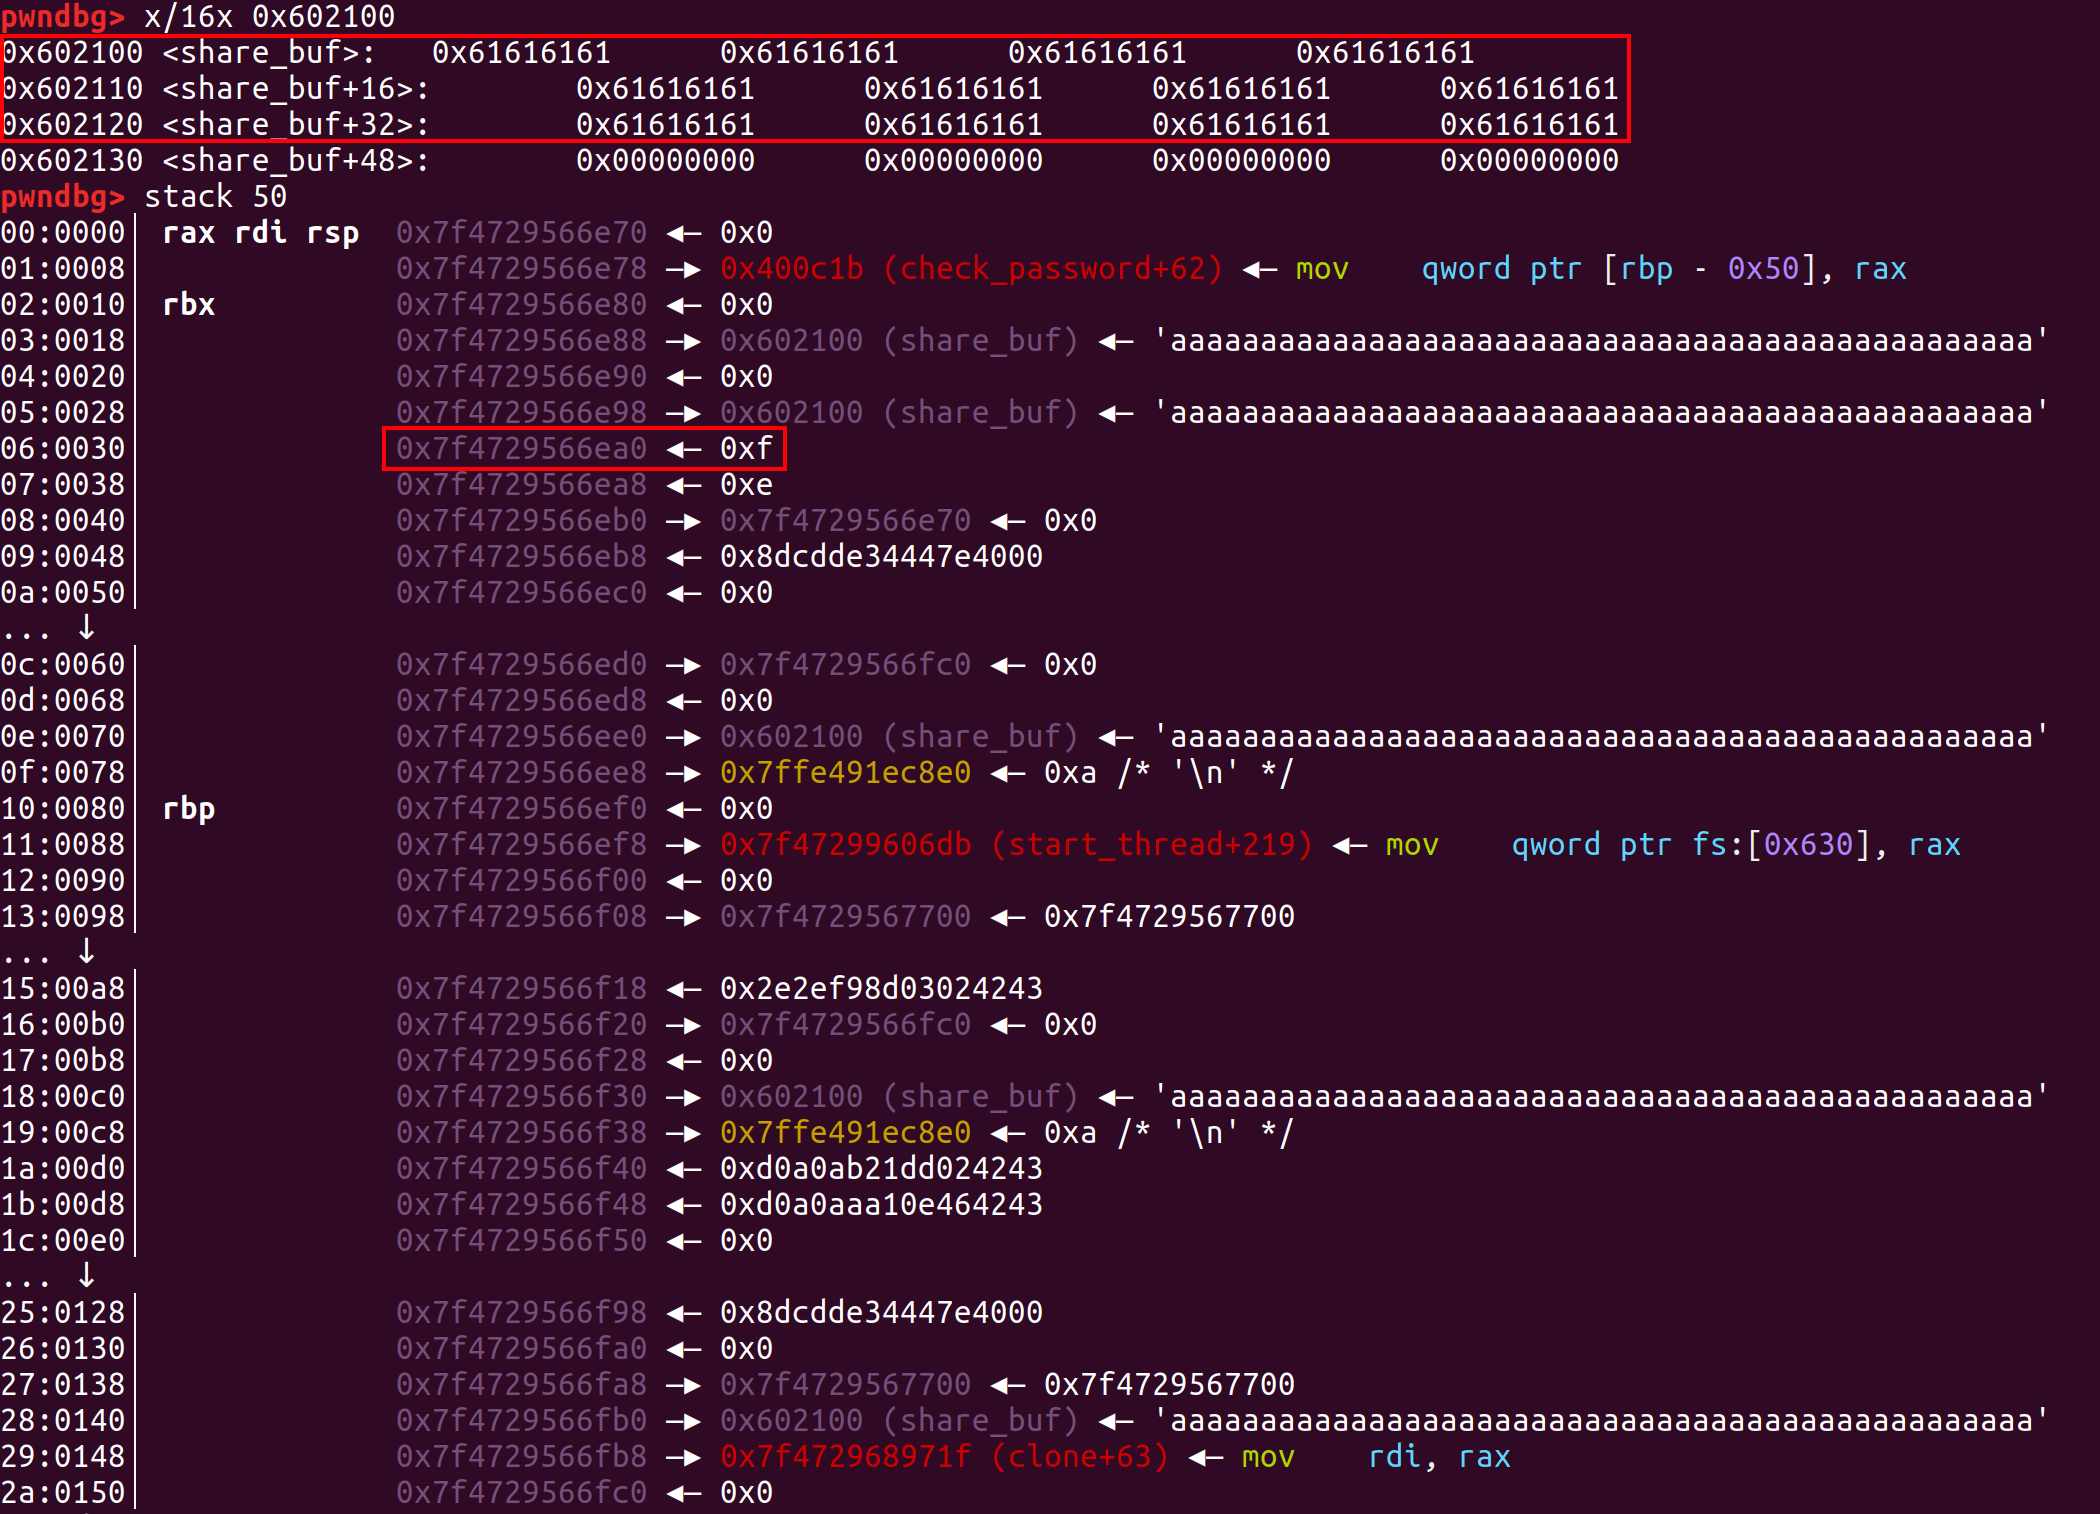 pwndbg> x/16x 0x602100
0x602100 <share_buf>: 0x61616161 0x61616161 0x61616161 0x61616161
0x602110 <share_buf+16>: 0x61616161 0x61616161 0x61616161 0x61616161
0x602120 <share_buf+32>: 0x61616161 0x61616161 0x61616161 0x61616161
0x602130 <share_buf+48>: 0x00000000 0x00000000 0x00000000 0x00000000
pwndbg> stack 50
00:0000│ rax rdi rsp 0x7f4729566e70 ◂— 0x0
01:0008│ 0x7f4729566e78 —▸ 0x400c1b (check_password+62) ◂— mov qword ptr [rbp - 0x50], rax
02:0010│ rbx 0x7f4729566e80 ◂— 0x0
03:0018│ 0x7f4729566e88 —▸ 0x602100 (share_buf) ◂— 'aaaaaaaaaaaaaaaaaaaaaaaaaaaaaaaaaaaaaaaaaaaaaaaa'
04:0020│ 0x7f4729566e90 ◂— 0x0
05:0028│ 0x7f4729566e98 —▸ 0x602100 (share_buf) ◂— 'aaaaaaaaaaaaaaaaaaaaaaaaaaaaaaaaaaaaaaaaaaaaaaaa'
06:0030│ 0x7f4729566ea0 ◂— 0xf
07:0038│ 0x7f4729566ea8 ◂— 0xe
08:0040│ 0x7f4729566eb0 —▸ 0x7f4729566e70 ◂— 0x0
09:0048│ 0x7f4729566eb8 ◂— 0x8dcdde34447e4000
0a:0050│ 0x7f4729566ec0 ◂— 0x0
... ↓
0c:0060│ 0x7f4729566ed0 —▸ 0x7f4729566fc0 ◂— 0x0
0d:0068│ 0x7f4729566ed8 ◂— 0x0
0e:0070│ 0x7f4729566ee0 —▸ 0x602100 (share_buf) ◂— 'aaaaaaaaaaaaaaaaaaaaaaaaaaaaaaaaaaaaaaaaaaaaaaaa'
0f:0078│ 0x7f4729566ee8 —▸ 0x7ffe491ec8e0 ◂— 0xa /* '\n' */
10:0080│ rbp 0x7f4729566ef0 ◂— 0x0
11:0088│ 0x7f4729566ef8 —▸ 0x7f47299606db (start_thread+219) ◂— mov qword ptr fs:[0x630], rax
12:0090│ 0x7f4729566f00 ◂— 0x0
13:0098│ 0x7f4729566f08 —▸ 0x7f4729567700 ◂— 0x7f4729567700
... ↓
15:00a8│ 0x7f4729566f18 ◂— 0x2e2ef98d03024243
16:00b0│ 0x7f4729566f20 —▸ 0x7f4729566fc0 ◂— 0x0
17:00b8│ 0x7f4729566f28 ◂— 0x0
18:00c0│ 0x7f4729566f30 —▸ 0x602100 (share_buf) ◂— 'aaaaaaaaaaaaaaaaaaaaaaaaaaaaaaaaaaaaaaaaaaaaaaaa'
19:00c8│ 0x7f4729566f38 —▸ 0x7ffe491ec8e0 ◂— 0xa /* '\n' */
1a:00d0│ 0x7f4729566f40 ◂— 0xd0a0ab21dd024243
1b:00d8│ 0x7f4729566f48 ◂— 0xd0a0aaa10e464243
1c:00e0│ 0x7f4729566f50 ◂— 0x0
... ↓
25:0128│ 0x7f4729566f98 ◂— 0x8dcdde34447e4000
26:0130│ 0x7f4729566fa0 ◂— 0x0
27:0138│ 0x7f4729566fa8 —▸ 0x7f4729567700 ◂— 0x7f4729567700
28:0140│ 0x7f4729566fb0 —▸ 0x602100 (share_buf) ◂— 'aaaaaaaaaaaaaaaaaaaaaaaaaaaaaaaaaaaaaaaaaaaaaaaa'
29:0148│ 0x7f4729566fb8 —▸ 0x7f472968971f (clone+63) ◂— mov rdi, rax
2a:0150│ 0x7f4729566fc0 ◂— 0x0